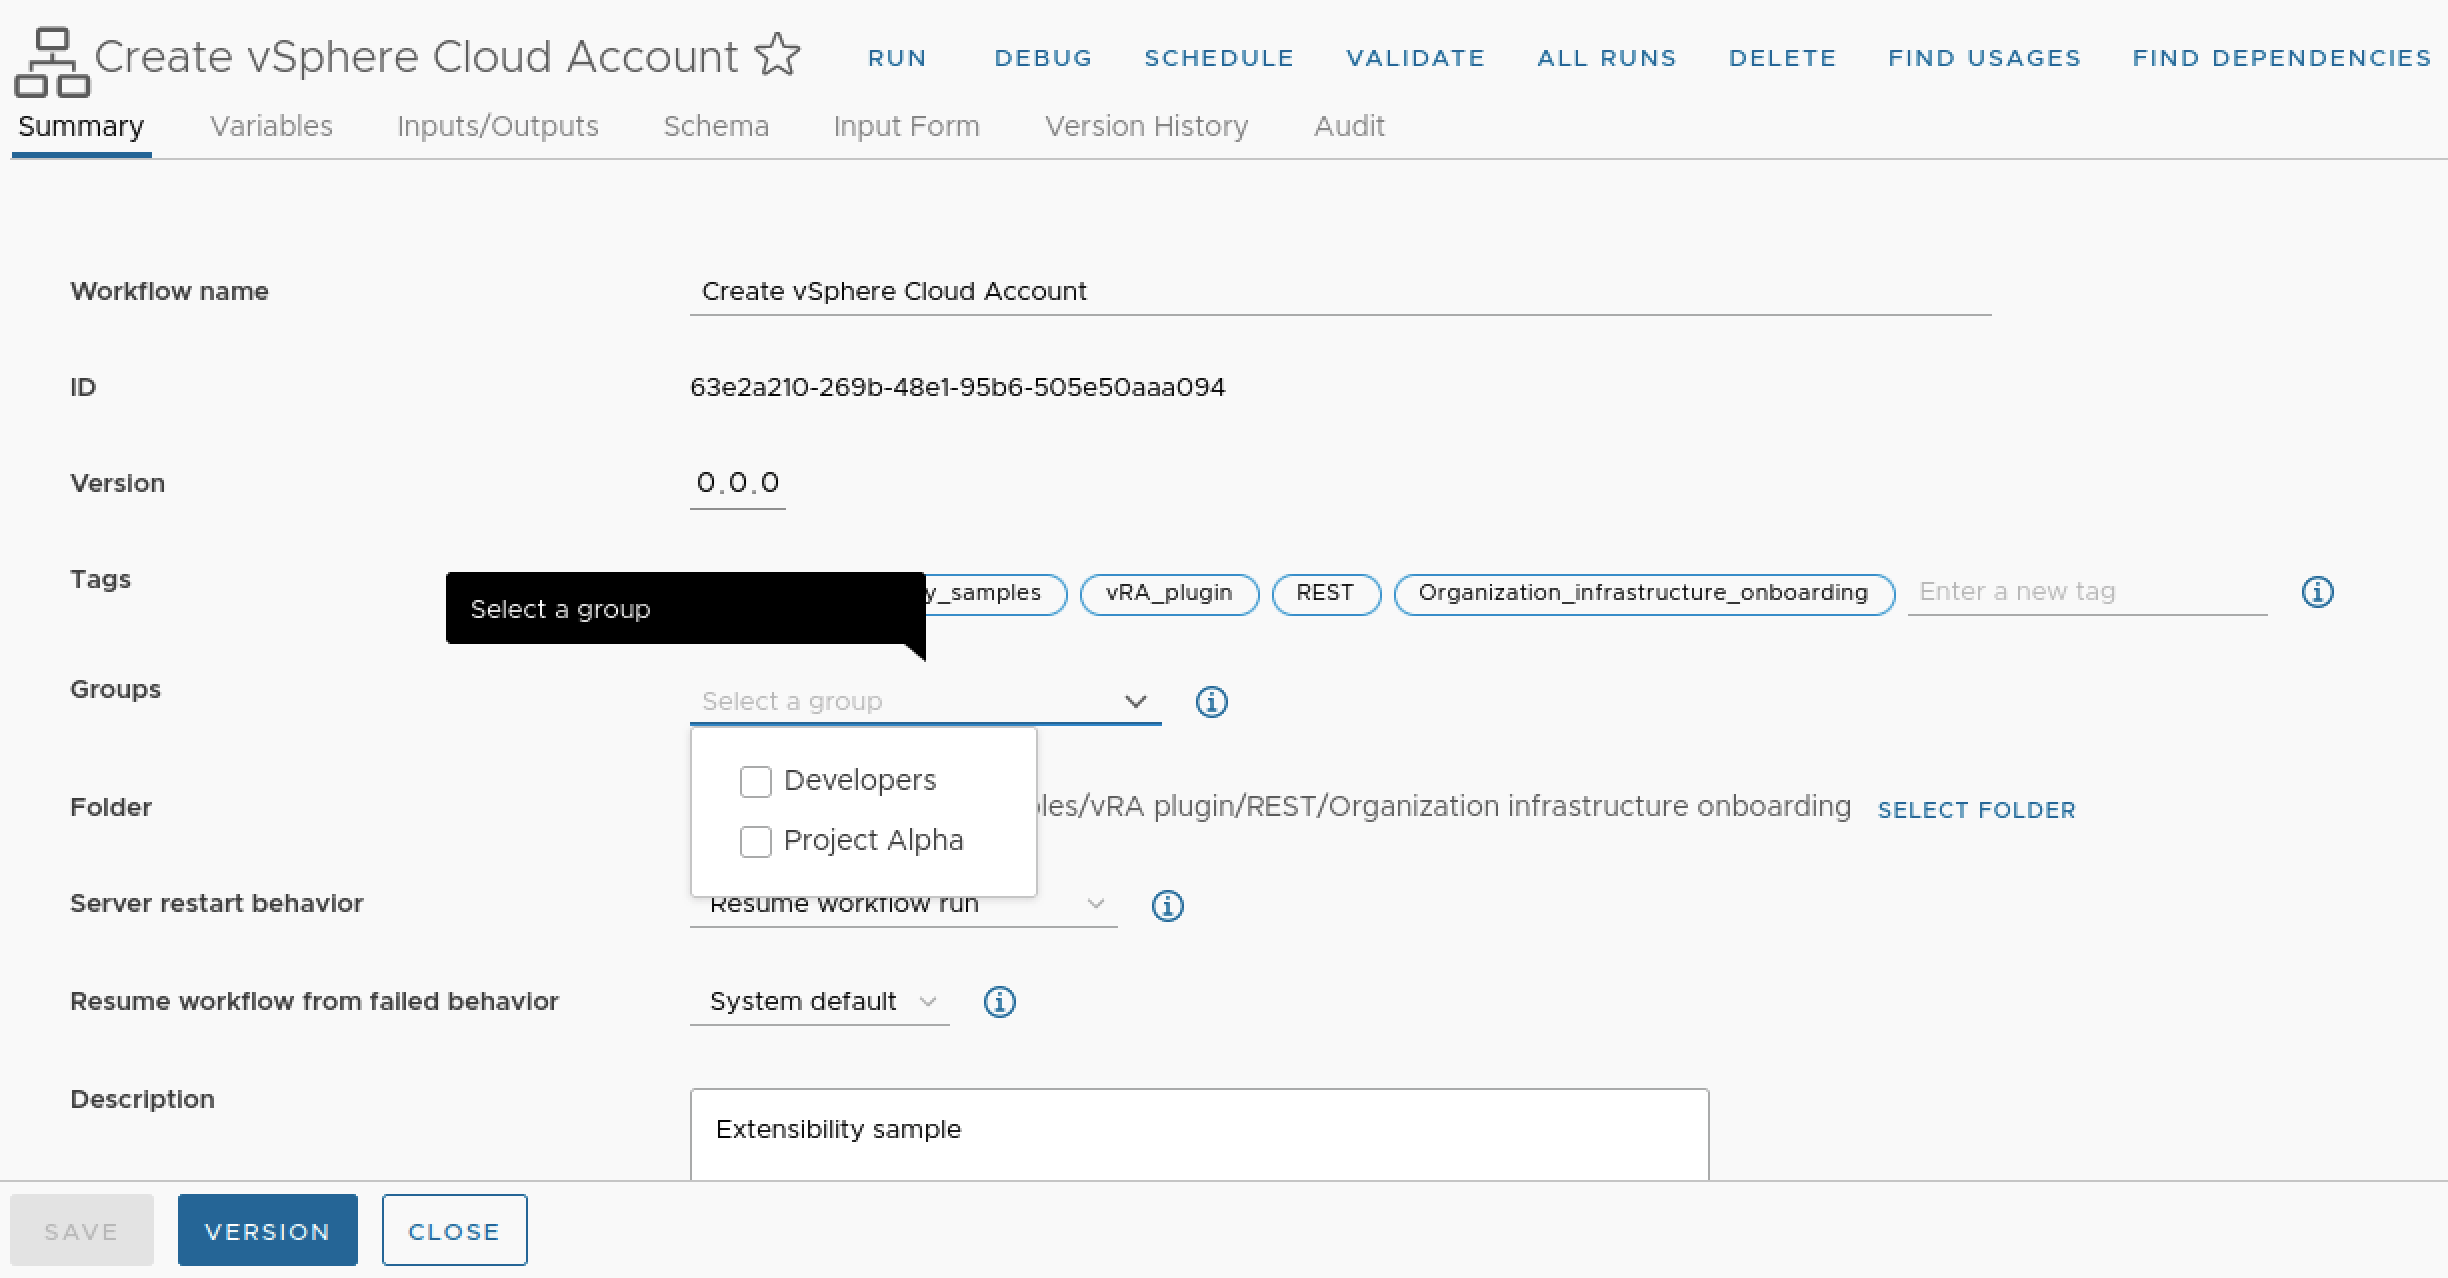 Create vSphere Cloud Account RUN DEBUG SCHEDULE VALIDATE ALL RUNS DELETE FIND USAGES FIND DEPENDENCIES
Summary Variables Inputs/Outputs Schema Input Form Version History Audit
Workflow name Create vSphere Cloud Account
ID 63e2a210-269b-48e1-95b6-505e50aaa094
Version 0.0.0
Tags y_samples vRA_plugin REST Organization_infrastructure_onboarding Enter a new tag
Select a group
Groups Select a group
Developers
Folder les/vRA plugin/REST/Organization infrastructure onboarding SELECT FOLDER
Project Alpha
Server restart behavior Resume workflow run
Resume workflow from failed behavior System default
Description
Extensibility sample
SAVE VERSION CLOSE